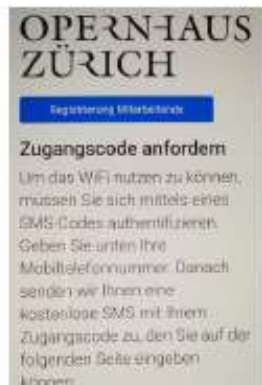 OPERNHAUS
ZÜRICH
Registrierung Mitarbeitende
Zugangscode anfordern
Um das WiFi nutzen zu können,
müssen Sie sich mittels eines
SMS-Codes authentifizieren.
Geben Sie unten Ihre
Mobiltelefonnummer. Danach
senden wir Ihnen eine
kostenlose SMS mit Ihrem
Zugangscode zu, den Sie auf der
folgenden Seite eingeben
können